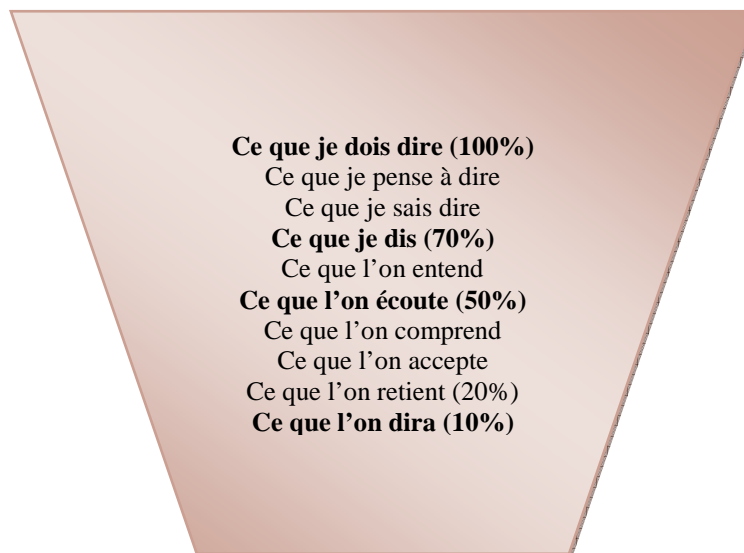 Ce que je dois dire (100%)
Ce que je pense à dire
Ce que je sais dire
Ce que je dis (70%)
Ce que l’on entend
Ce que l’on écoute (50%)
Ce que l’on comprend
Ce que l’on accepte
Ce que l’on retient (20%)
Ce que l’on dira (10%)